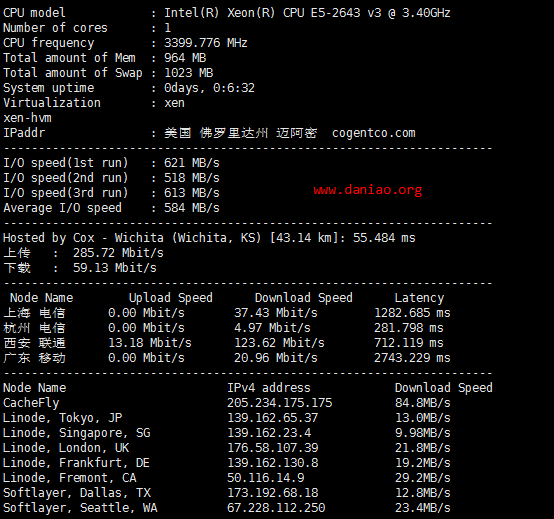 CPU model            : Intel(R) Xeon(R) CPU E5-2643 v3 @ 3.40GHz
Number of cores      : 1
CPU frequency        : 3399.776 MHz
Total amount of Mem  : 964 MB
Total amount of Swap : 1023 MB
System uptime        : 0days, 0:6:32
Virtualization       : xen
xen-hvm
IPaddr               : 美国 佛罗里达州 迈阿密  cogentco.com
----------------------------------------------------------------------
I/O speed(1st run)   : 621 MB/s
I/O speed(2nd run)   : 518 MB/s
www.daniao.org
I/O speed(3rd run)   : 613 MB/s
Average I/O speed    : 584 MB/s
----------------------------------------------------------------------
Hosted by Cox - Wichita (Wichita, KS) [43.14 km]: 55.484 ms
上传   :  285.72 Mbit/s
下载   :  59.13 Mbit/s
----------------------------------------------------------------------
Node Name        Upload Speed      Download Speed      Latency
上海 电信      0.00 Mbit/s       37.43 Mbit/s        1282.685 ms
杭州 电信      0.00 Mbit/s       4.97 Mbit/s         281.798 ms
西安 联通      13.18 Mbit/s      123.62 Mbit/s       712.119 ms
广东 移动      0.00 Mbit/s       20.96 Mbit/s        2743.229 ms
----------------------------------------------------------------------
Node Name                       IPv4 address            Download Speed
CacheFly                        205.234.175.175         84.8MB/s
Linode, Tokyo, JP               139.162.65.37           13.0MB/s
Linode, Singapore, SG           139.162.23.4            9.98MB/s
Linode, London, UK              176.58.107.39           21.8MB/s
Linode, Frankfurt, DE           139.162.130.8           19.2MB/s
Linode, Fremont, CA             50.116.14.9             29.2MB/s
Softlayer, Dallas, TX           173.192.68.18           12.8MB/s
Softlayer, Seattle, WA          67.228.112.250          23.4MB/s